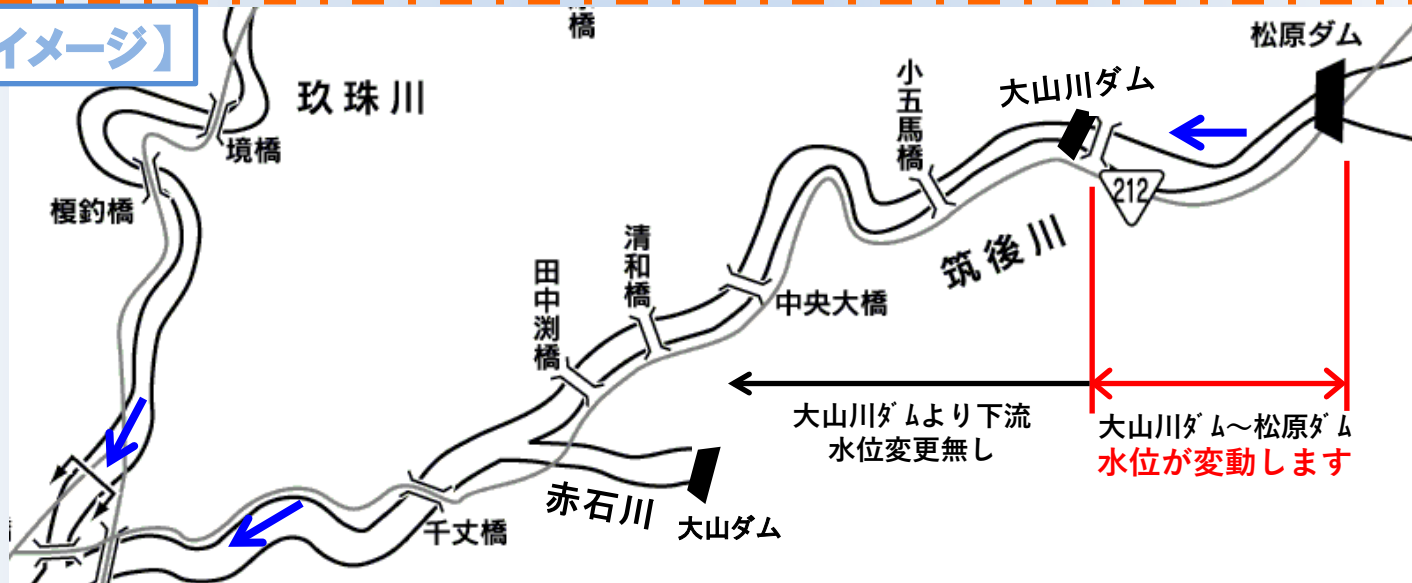 イメージ】
橋
松原ダム
玖珠川
小五馬橋
大山川ダム
境橋
212
榎釣橋
清和橋
筑後川
田中渕橋
中央大橋
大山川ダムより下流
水位変更無し
大山川ダム～松原ダム
水位が変動します
赤石川
大山ダム
千丈橋